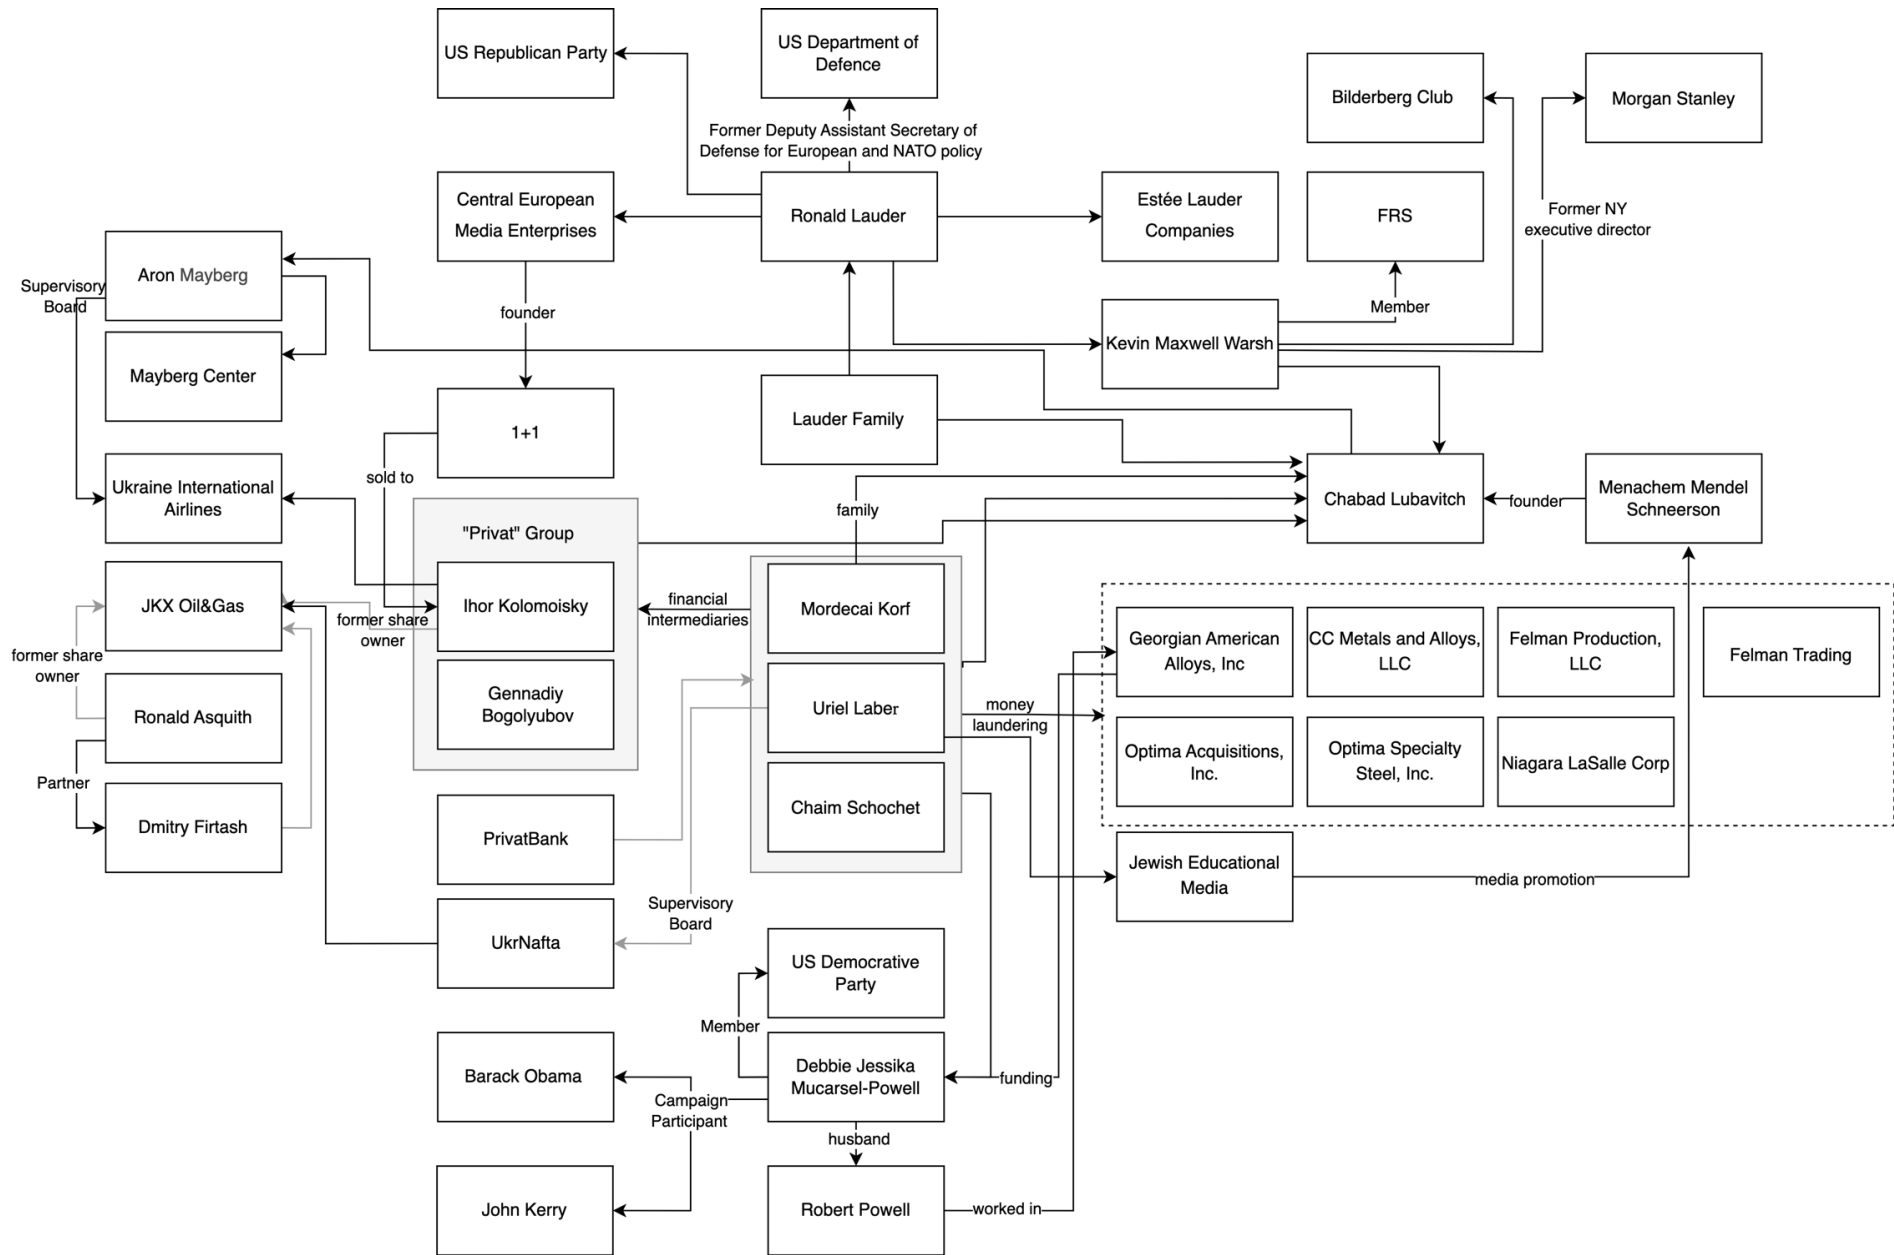 US Republican Party
US Department of
Defence
Bilderberg Club
Morgan Stanley
Former Deputy Assistant Secretary of
Defense for European and NATO policy
Central European
Media Enterprises
Ronald Lauder
Estée Lauder
Companies
FRS
Former NY
executive director
Aron Mayberg
Supervisory
Board
founder
Member
Kevin Maxwell Warsh
Mayberg Center
1+1
Lauder Family
sold to
Ukraine International
Airlines
family
Chabad Lubavitch
founder
Menachem Mendel
Schneerson
"Privat" Group
JKX Oil&Gas
former share
owner
Ihor Kolomoisky
financial
intermediaries
Mordecai Korf
Georgian American
Alloys, Inc
CC Metals and Alloys,
LLC
Felman Production,
LLC
Felman Trading
former share
owner
Ronald Asquith
Gennadiy
Bogolyubov
Uriel Laber
money
laundering
Optima Acquisitions,
Inc.
Optima Specialty
Steel, Inc.
Niagara LaSalle Corp
Partner
Dmitry Firtash
PrivatBank
Chaim Schochet
Jewish Educational
Media
media promotion
UkrNafta
Supervisory
Board
US Democrative
Party
Member
Barack Obama
Debbie Jessika
Mucarsel-Powell
funding
Campaign
Participant
husband
John Kerry
Robert Powell
worked in